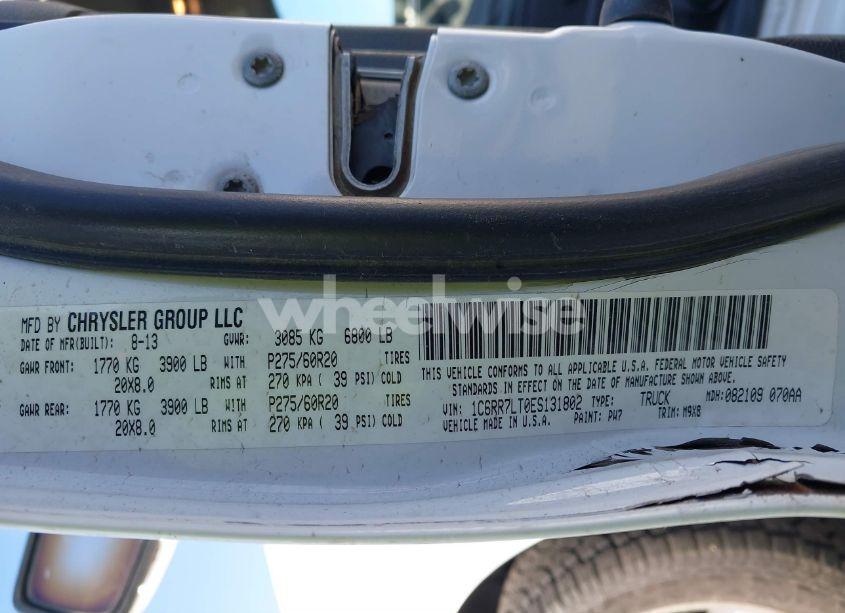 wheelwise
MFD BY CHRYSLER GROUP LLC
DATE OF MFR(BUILT): 8-13 GVWR: 3085 KG 6800 LB
GAWR FRONT: 1770 KG 3900 LB WITH P275/60R20 TIRES
20X8.0 RIMS AT 270 KPA ( 39 PSI) COLD
GAWR REAR: 1770 KG 3900 LB WITH P275/60R20 TIRES
20X8.0 RIMS AT 270 KPA ( 39 PSI) COLD
THIS VEHICLE CONFORMS TO ALL APPLICABLE U.S.A. FEDERAL MOTOR VEHICLE SAFETY
STANDARDS IN EFFECT ON THE DATE OF MANUFACTURE SHOWN ABOVE.
VIN: 1C6RR7LT0ES131802 TYPE: TRUCK MDH: 082109 070AA
VEHICLE MADE IN U.S.A. PAINT: PW7 TRIM: M9X8